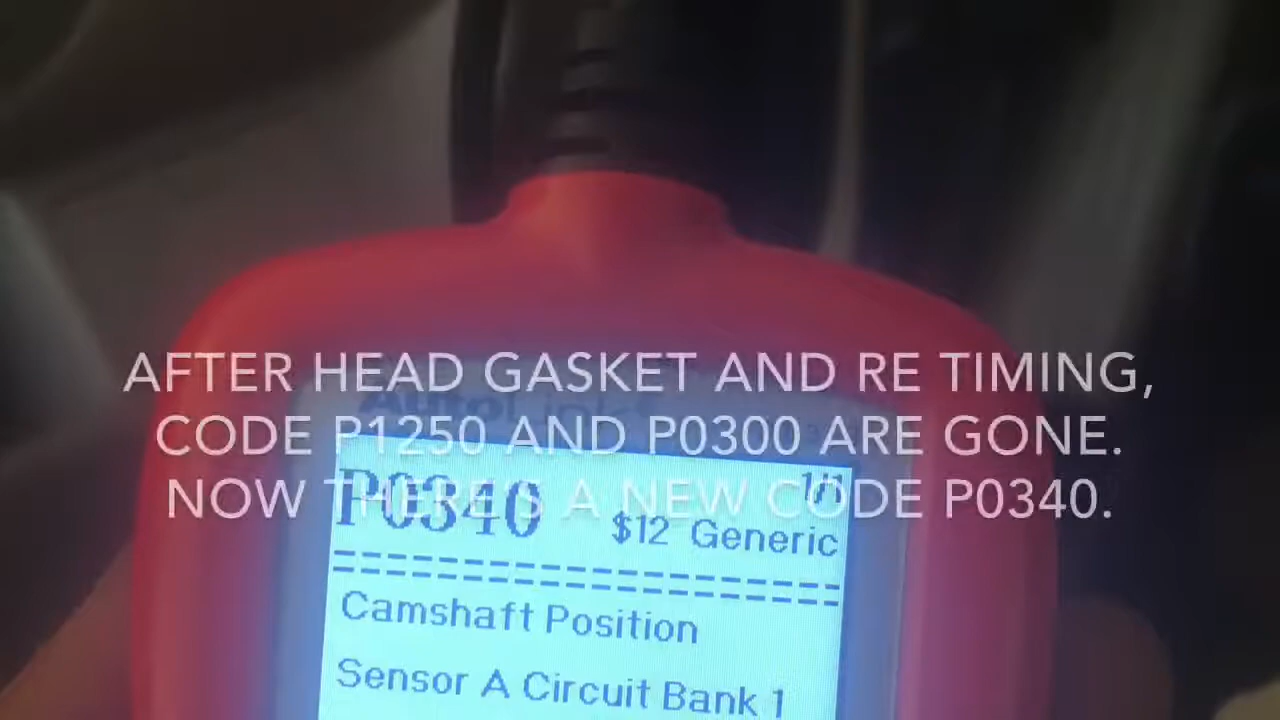 AFTER HEAD GASKET AND RE TIMING,
CODE P1250 AND P0300 ARE GONE.
NOW THERE'S A NEW CODE P0340.
AutoLink
P0340 1/1
$12 Generic
Camshaft Position
Sensor A Circuit Bank 1